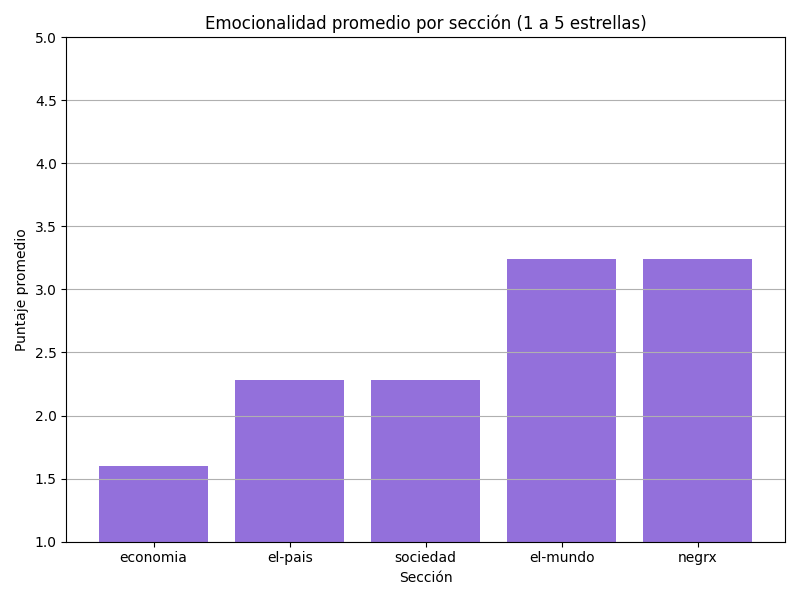 Emocionalidad promedio por sección (1 a 5 estrellas)
5.0
4.5
4.0
3.5
3.0
2.5
2.0
1.5
1.0
Puntaje promedio
economia
el-pais
sociedad
el-mundo
negrx
Sección